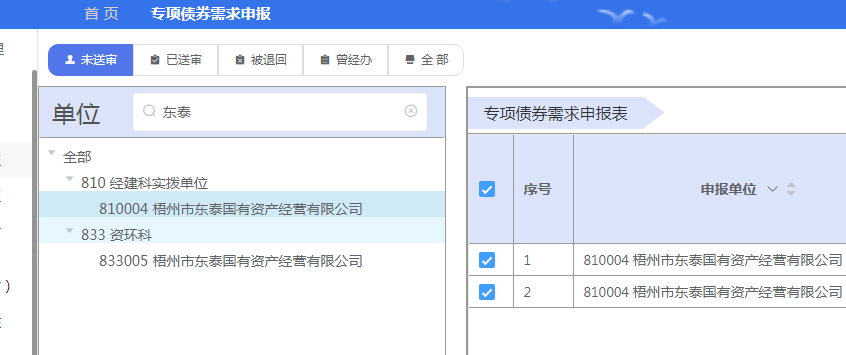 首 页
专项债券需求申报
理
未送审
已送审
被退回
曾经办
全 部
单位
东泰
全部
810 经建科实拨单位
810004 梧州市东泰国有资产经营有限公司
833 资环科
833005 梧州市东泰国有资产经营有限公司
专项债券需求申报表
序号
申报单位
1
810004 梧州市东泰国有资产经营有限公司
2
810004 梧州市东泰国有资产经营有限公司
)